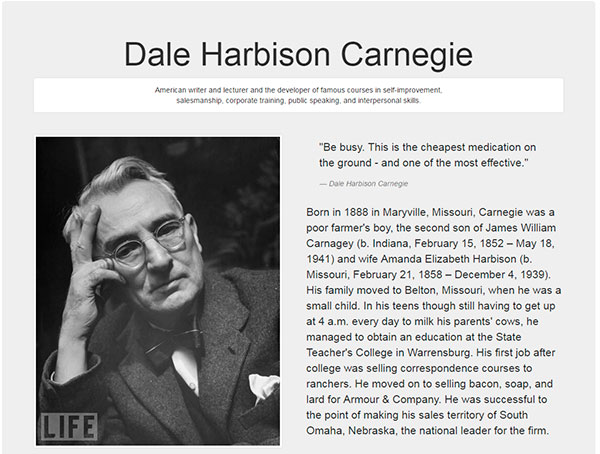 Dale Harbison Carnegie
American writer and lecturer and the developer of famous courses in self-improvement,
salesmanship, corporate training, public speaking, and interpersonal skills.
"Be busy. This is the cheapest medication on
the ground - and one of the most effective."
— Dale Harbison Carnegie
Born in 1888 in Maryville, Missouri, Carnegie was a
poor farmer's boy, the second son of James William
Carnagey (b. Indiana, February 15, 1852 – May 18,
1941) and wife Amanda Elizabeth Harbison (b.
Missouri, February 21, 1858 – December 4, 1939).
His family moved to Belton, Missouri, when he was a
small child. In his teens though still having to get up
at 4 a.m. every day to milk his parents' cows, he
managed to obtain an education at the State
Teacher's College in Warrensburg. His first job after
college was selling correspondence courses to
ranchers. He moved on to selling bacon, soap, and
lard for Armour & Company. He was successful to
the point of making his sales territory of South
Omaha, Nebraska, the national leader for the firm.
LIFE